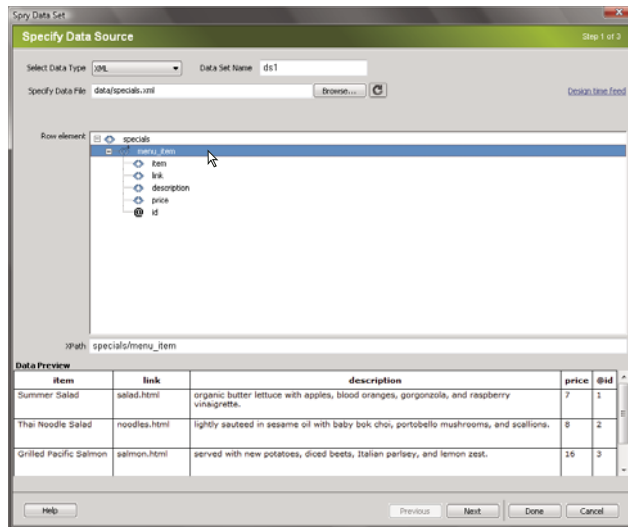 Spry Data Set
Specify Data Source
Step 1 of 3
Select Data Type XML Data Set Name ds1
Specify Data File data/specials.xml Browse... Design time feed
Row element specials
menu_item
item
link
description
price
@ id
XPath specials/menu_item
Data Preview
item link description price @id
Summer Salad salad.html organic butter lettuce with apples, blood oranges, gorgonzola, and raspberry 7 1
vinaigrette.
Thai Noodle Salad noodles.html lightly sauteed in sesame oil with baby bok choi, portobello mushrooms, and scallions. 8 2
Grilled Pacific Salmon salmon.html served with new potatoes, diced beets, Italian parlsey, and lemon zest. 16 3
Help Previous Next Done Cancel